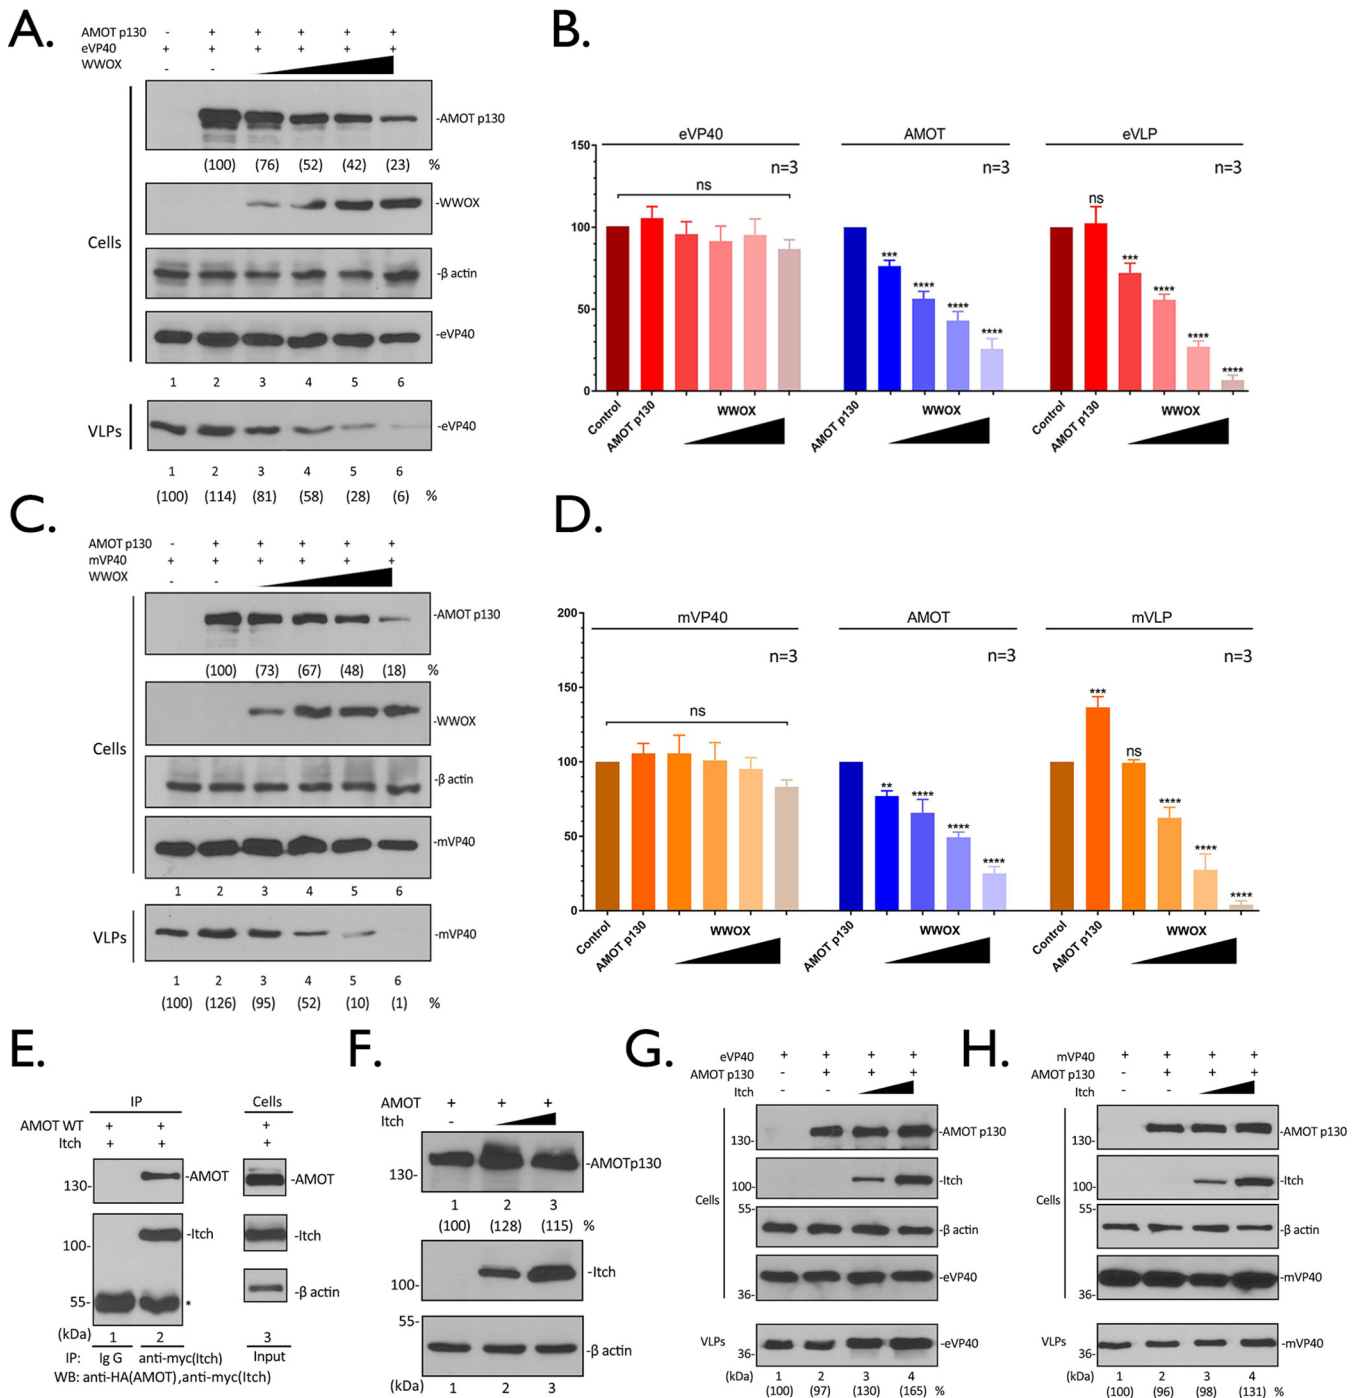 A.
AMOT p130 - + + + + +
eVP40 + + + + + +
WWOX - -
-AMOT p130
(100) (76) (52) (42) (23) %
-WWOX
Cells
-β actin
-eVP40
1 2 3 4 5 6
VLPs
-eVP40
1 2 3 4 5 6
(100) (114) (81) (58) (28) (6) %
B.
eVP40 AMOT eVLP
n=3 n=3 n=3
150
100
50
0
ns
*** **** **** ****
ns *** **** **** ****
Control AMOT p130 WWOX
AMOT p130 WWOX
Control AMOT p130 WWOX
C.
AMOT p130 - + + + + +
mVP40 + + + + + +
WWOX - -
-AMOT p130
(100) (73) (67) (48) (18) %
-WWOX
Cells
-β actin
-mVP40
1 2 3 4 5 6
VLPs
-mVP40
1 2 3 4 5 6
(100) (126) (95) (52) (10) (1) %
D.
mVP40 AMOT mVLP
n=3 n=3 n=3
200
150
100
50
0
ns
** **** **** ****
*** ns **** **** ****
Control AMOT p130 WWOX
AMOT p130 WWOX
Control AMOT p130 WWOX
E.
IP Cells
AMOT WT + + +
Itch + + +
130- -AMOT -AMOT
100- -Itch -Itch
55- * -β actin
(kDa) 1 2 3
IP: Ig G anti-myc(Itch) Input
WB: anti-HA(AMOT),anti-myc(Itch)
F.
AMOT + + +
Itch -
130- -AMOTp130
1 2 3
(100) (128) (115) %
100- -Itch
55-
-β actin
(kDa) 1 2 3
G.
eVP40 + + + +
AMOT p130 - + + +
Itch - -
130- -AMOT p130
100- -Itch
Cells
55-
-β actin
-eVP40
36-
VLPs -eVP40
36-
(kDa) 1 2 3 4
(100) (97) (130) (165) %
H.
mVP40 + + + +
AMOT p130 - + + +
Itch - -
130- -AMOT p130
100- -Itch
Cells
55-
-β actin
-mVP40
36-
VLPs -mVP40
36-
(kDa) 1 2 3 4
(100) (96) (98) (131) %